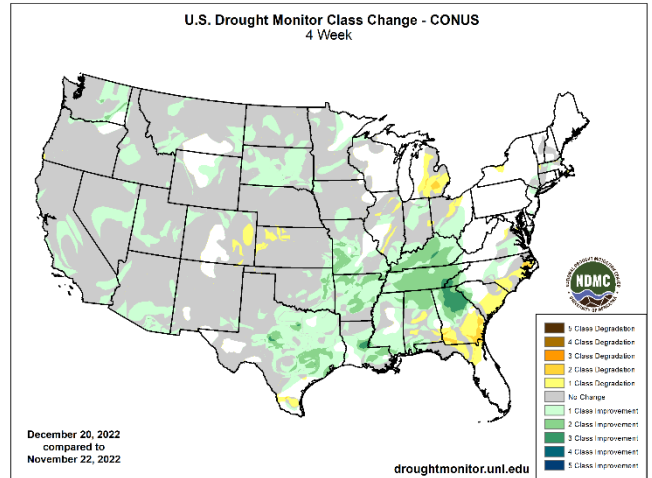 U.S. Drought Monitor Class Change - CONUS
4 Week
NDMC
5 Class Degradation
4 Class Degradation
3 Class Degradation
2 Class Degradation
1 Class Degradation
No Change
1 Class Improvement
2 Class Improvement
3 Class Improvement
4 Class Improvement
5 Class Improvement
December 20, 2022
compared to
November 22, 2022
droughtmonitor.unl.edu